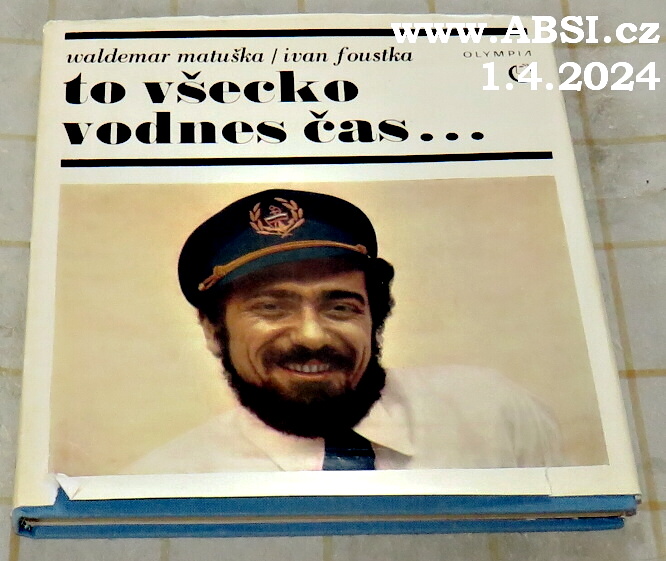 www.ABSI.cz
waldemar matuška / ivan foustka
OLYMPIA
1.4.2024
to všecko
vodnes čas...